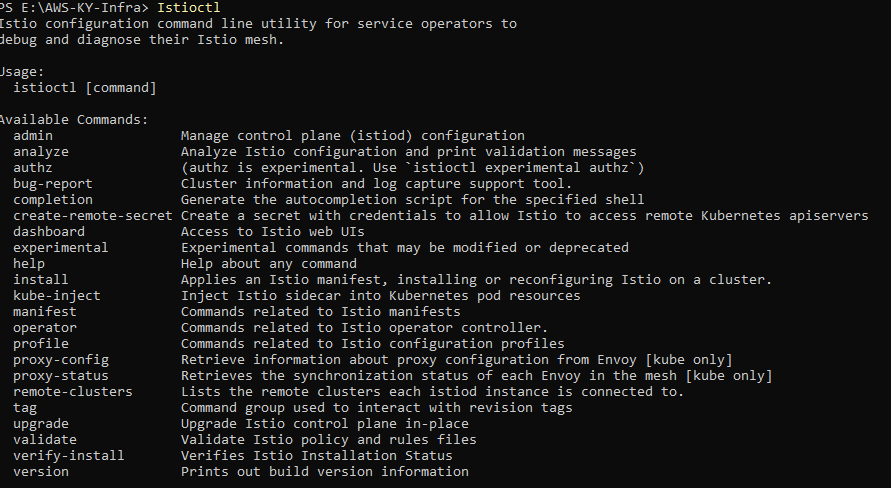 PS E:\AWS-KY-Infra> Istioctl
Istio configuration command line utility for service operators to
debug and diagnose their Istio mesh.
Usage:
istioctl [command]
Available Commands:
admin Manage control plane (istiod) configuration
analyze Analyze Istio configuration and print validation messages
authz (authz is experimental. Use `istioctl experimental authz`)
bug-report Cluster information and log capture support tool.
completion Generate the autocompletion script for the specified shell
create-remote-secret Create a secret with credentials to allow Istio to access remote Kubernetes apiservers
dashboard Access to Istio web UIs
experimental Experimental commands that may be modified or deprecated
help Help about any command
install Applies an Istio manifest, installing or reconfiguring Istio on a cluster.
kube-inject Inject Istio sidecar into Kubernetes pod resources
manifest Commands related to Istio manifests
operator Commands related to Istio operator controller.
profile Commands related to Istio configuration profiles
proxy-config Retrieve information about proxy configuration from Envoy [kube only]
proxy-status Retrieves the synchronization status of each Envoy in the mesh [kube only]
remote-clusters Lists the remote clusters each istiod instance is connected to.
tag Command group used to interact with revision tags
upgrade Upgrade Istio control plane in-place
validate Validate Istio policy and rules files
verify-install Verifies Istio Installation Status
version Prints out build version information